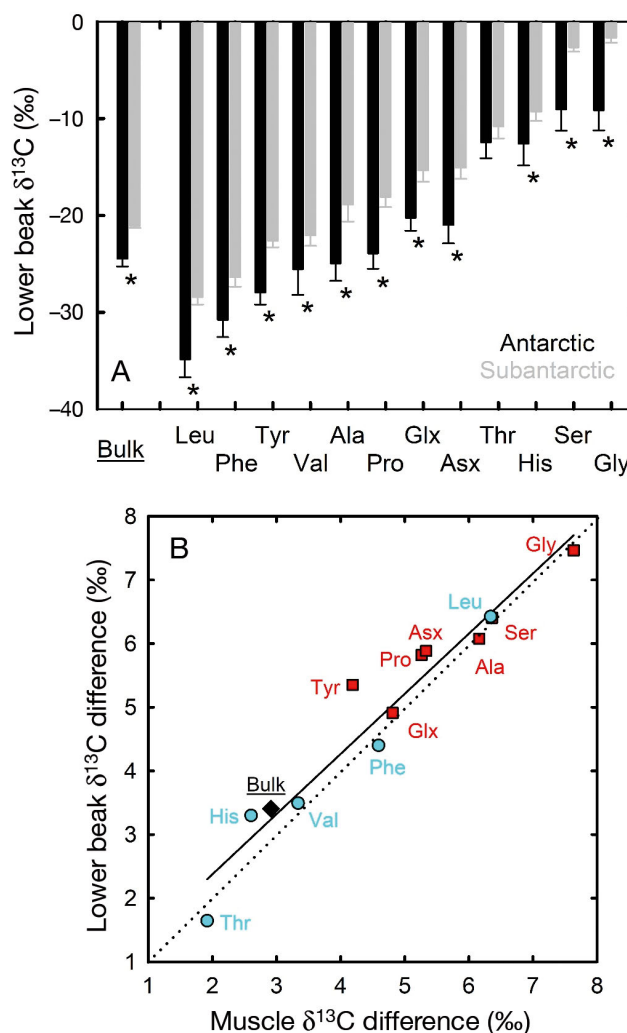 0
−10
−20
−30
−40
Lower beak δ13C (‰)
* * * * * * * * * * * *
Antarctic
Subantarctic
A
Leu Tyr Ala Glx Thr Ser
Bulk Phe Val Pro Asx His Gly
8
7
6
5
4
3
2
1
Lower beak δ13C difference (‰)
B
Gly
Leu
Ser
Asx
Pro
Ala
Tyr
Glx
Phe
Bulk
His
Val
Thr
1 2 3 4 5 6 7 8
Muscle δ13C difference (‰)